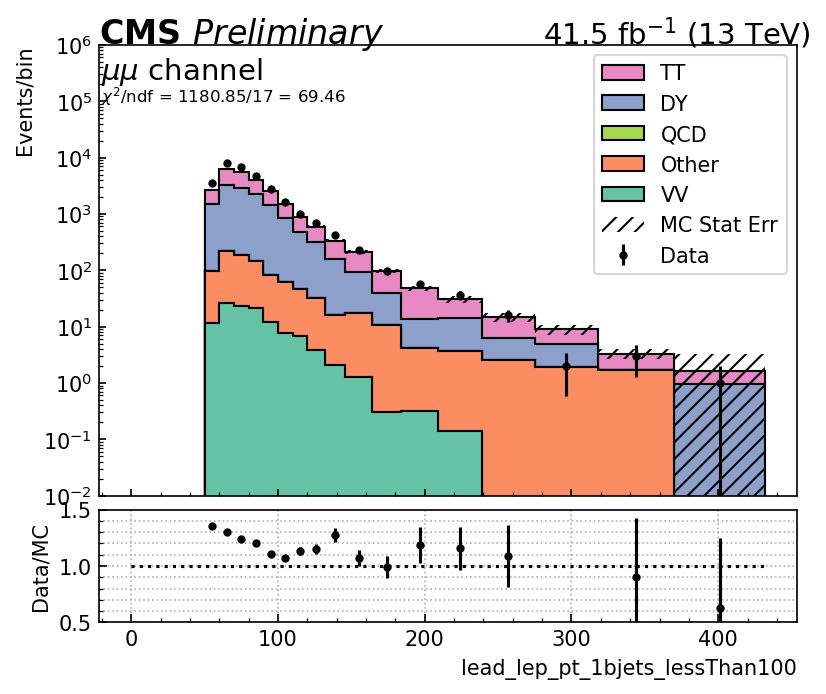 CMS Preliminary
41.5 fb⁻¹ (13 TeV)
μμ channel
χ²/ndf = 1180.85/17 = 69.46
Events/bin
10⁶
10⁵
10⁴
10³
10²
10¹
10⁰
10⁻¹
10⁻²
TT
DY
QCD
Other
VV
MC Stat Err
Data
Data/MC
1.5
1.0
0.5
0 100 200 300 400
lead_lep_pt_1bjets_lessThan100